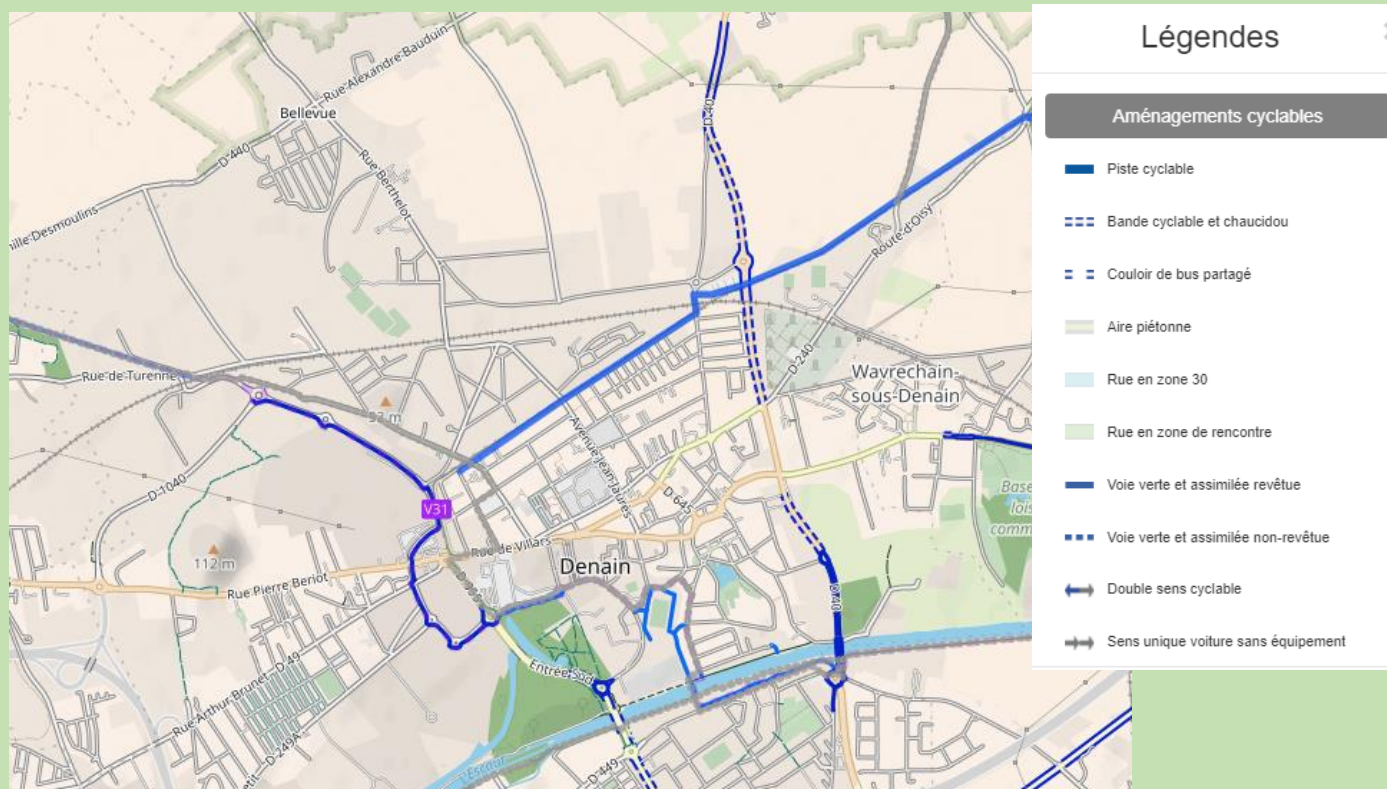 Légendes
Aménagements cyclables
Piste cyclable
Bande cyclable et chaucidou
Couloir de bus partagé
Aire piétonne
Rue en zone 30
Rue en zone de rencontre
Voie verte et assimilée revêtue
Voie verte et assimilée non-revêtue
Double sens cyclable
Sens unique voiture sans équipement
Rue Alexandre-Bauduin
Bellevue
D-440
Rue Berthelot
D-40
Route d'Oisy
Rue-de-Turenne
93 m
D-240
Wavrechain-
sous-Denain
Avenue Jean-Jaurès
D-1040
V31
D 645
Rue-de-Villars
112 m
Denain
Rue Pierre Beriot
D-40
Entrée Sud
Rue-Arthur Brunet-D 49
D-249A
L'Escaut
D-449